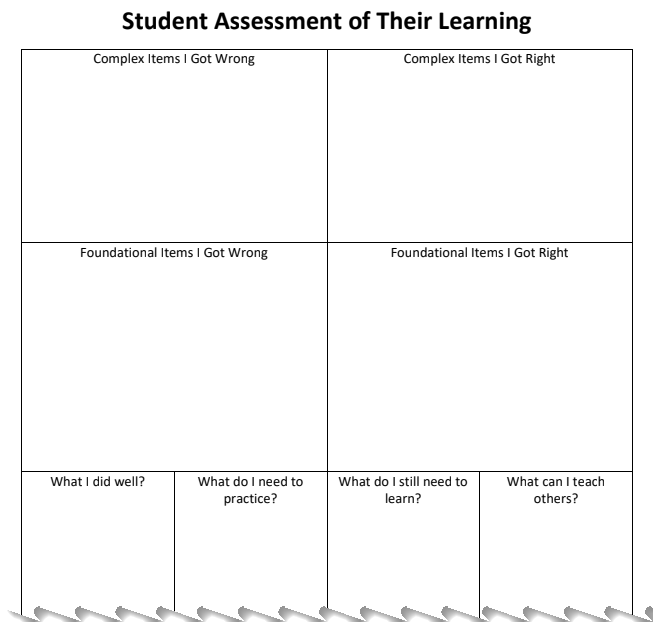 Student Assessment of Their Learning
Complex Items I Got Wrong
Complex Items I Got Right
Foundational Items I Got Wrong
Foundational Items I Got Right
What I did well?
What do I need to
practice?
What do I still need to
learn?
What can I teach
others?